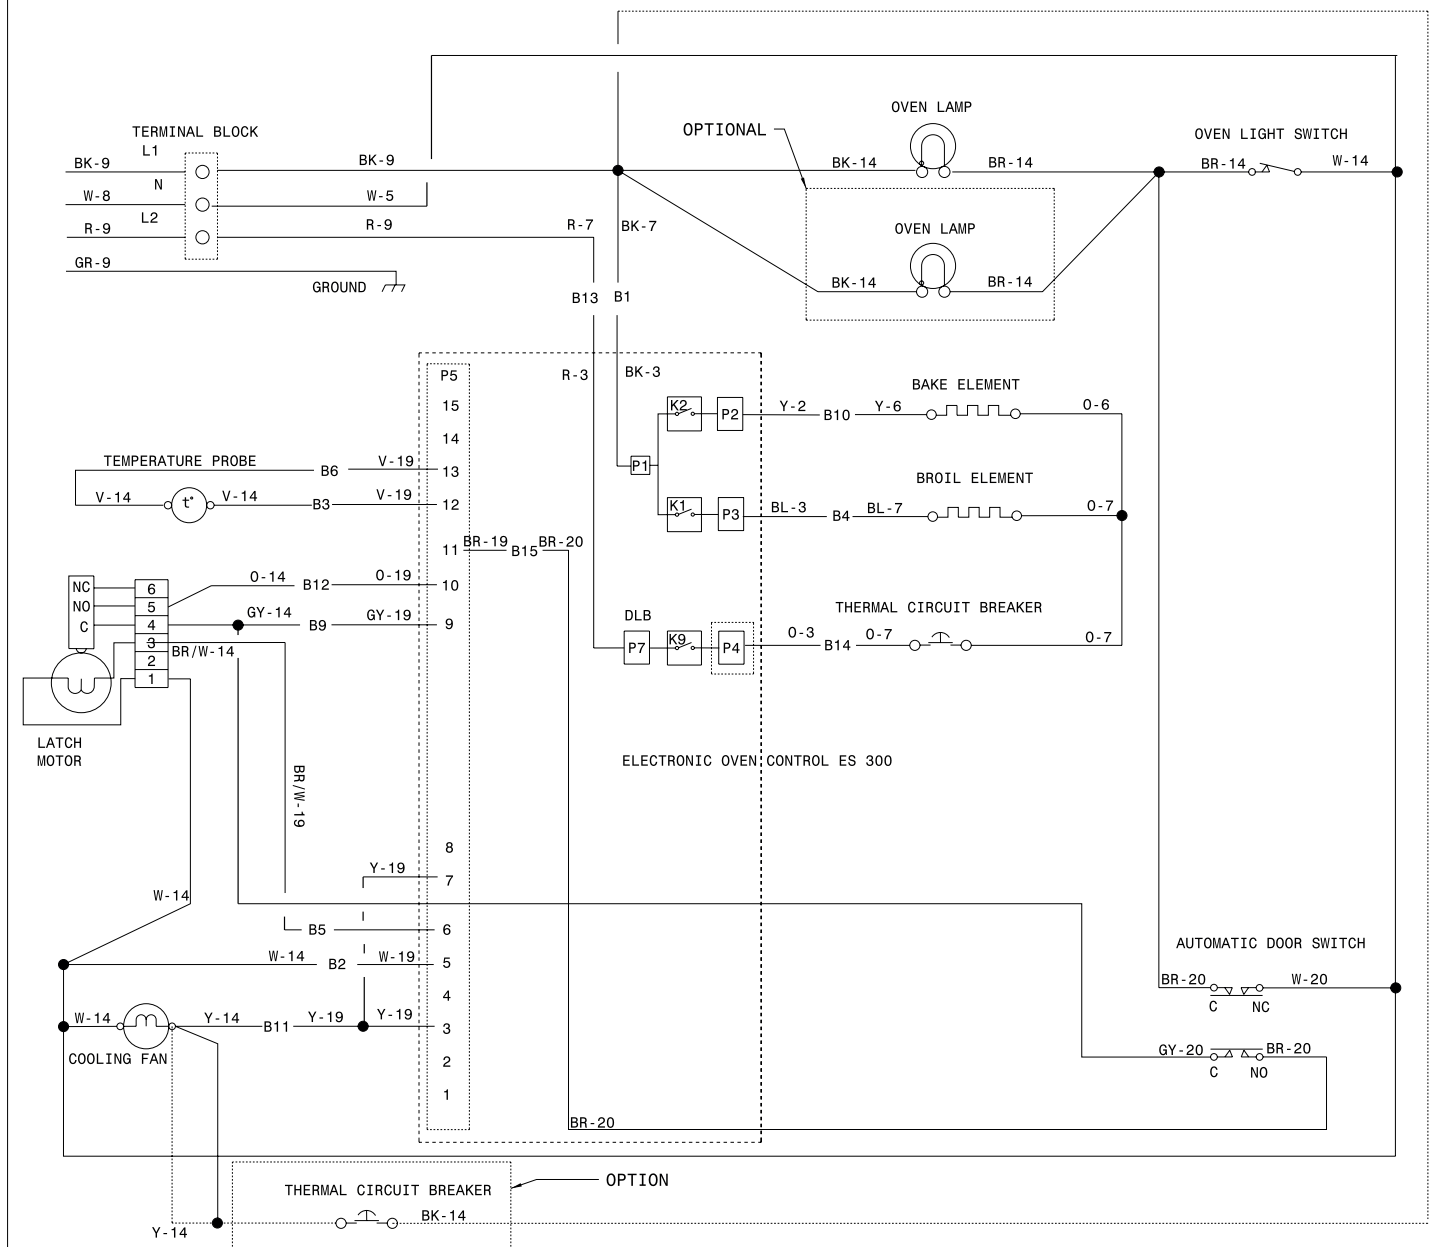 OVEN LAMP
TERMINAL BLOCK
OPTIONAL
OVEN LIGHT SWITCH
L1
BK-9
BK-9
BK-14
BR-14
BR-14
W-14
N
W-8
W-5
L2
R-9
R-9
R-7
BK-7
OVEN LAMP
GR-9
GROUND
BK-14
BR-14
B13
B1
P5
R-3
BK-3
BAKE ELEMENT
15
K2
P2
Y-2
B10
Y-6
O-6
14
TEMPERATURE PROBE
B6
V-19
13
P1
BROIL ELEMENT
V-14
t°
V-14
B3
V-19
12
K1
P3
BL-3
B4
BL-7
O-7
11
BR-19
B15
BR-20
NC
6
O-14
B12
O-19
10
NO
5
GY-14
GY-19
DLB
THERMAL CIRCUIT BREAKER
C
4
B9
9
3
BR/W-14
P7
K9
P4
O-3
B14
O-7
O-7
2
1
LATCH
MOTOR
ELECTRONIC OVEN CONTROL ES 300
BR/W-19
8
Y-19
7
W-14
B5
6
AUTOMATIC DOOR SWITCH
W-14
B2
W-19
5
BR-20
W-20
4
C
NC
W-14
Y-14
B11
Y-19
Y-19
3
COOLING FAN
GY-20
BR-20
2
C
NO
1
BR-20
THERMAL CIRCUIT BREAKER
OPTION
Y-14
BK-14